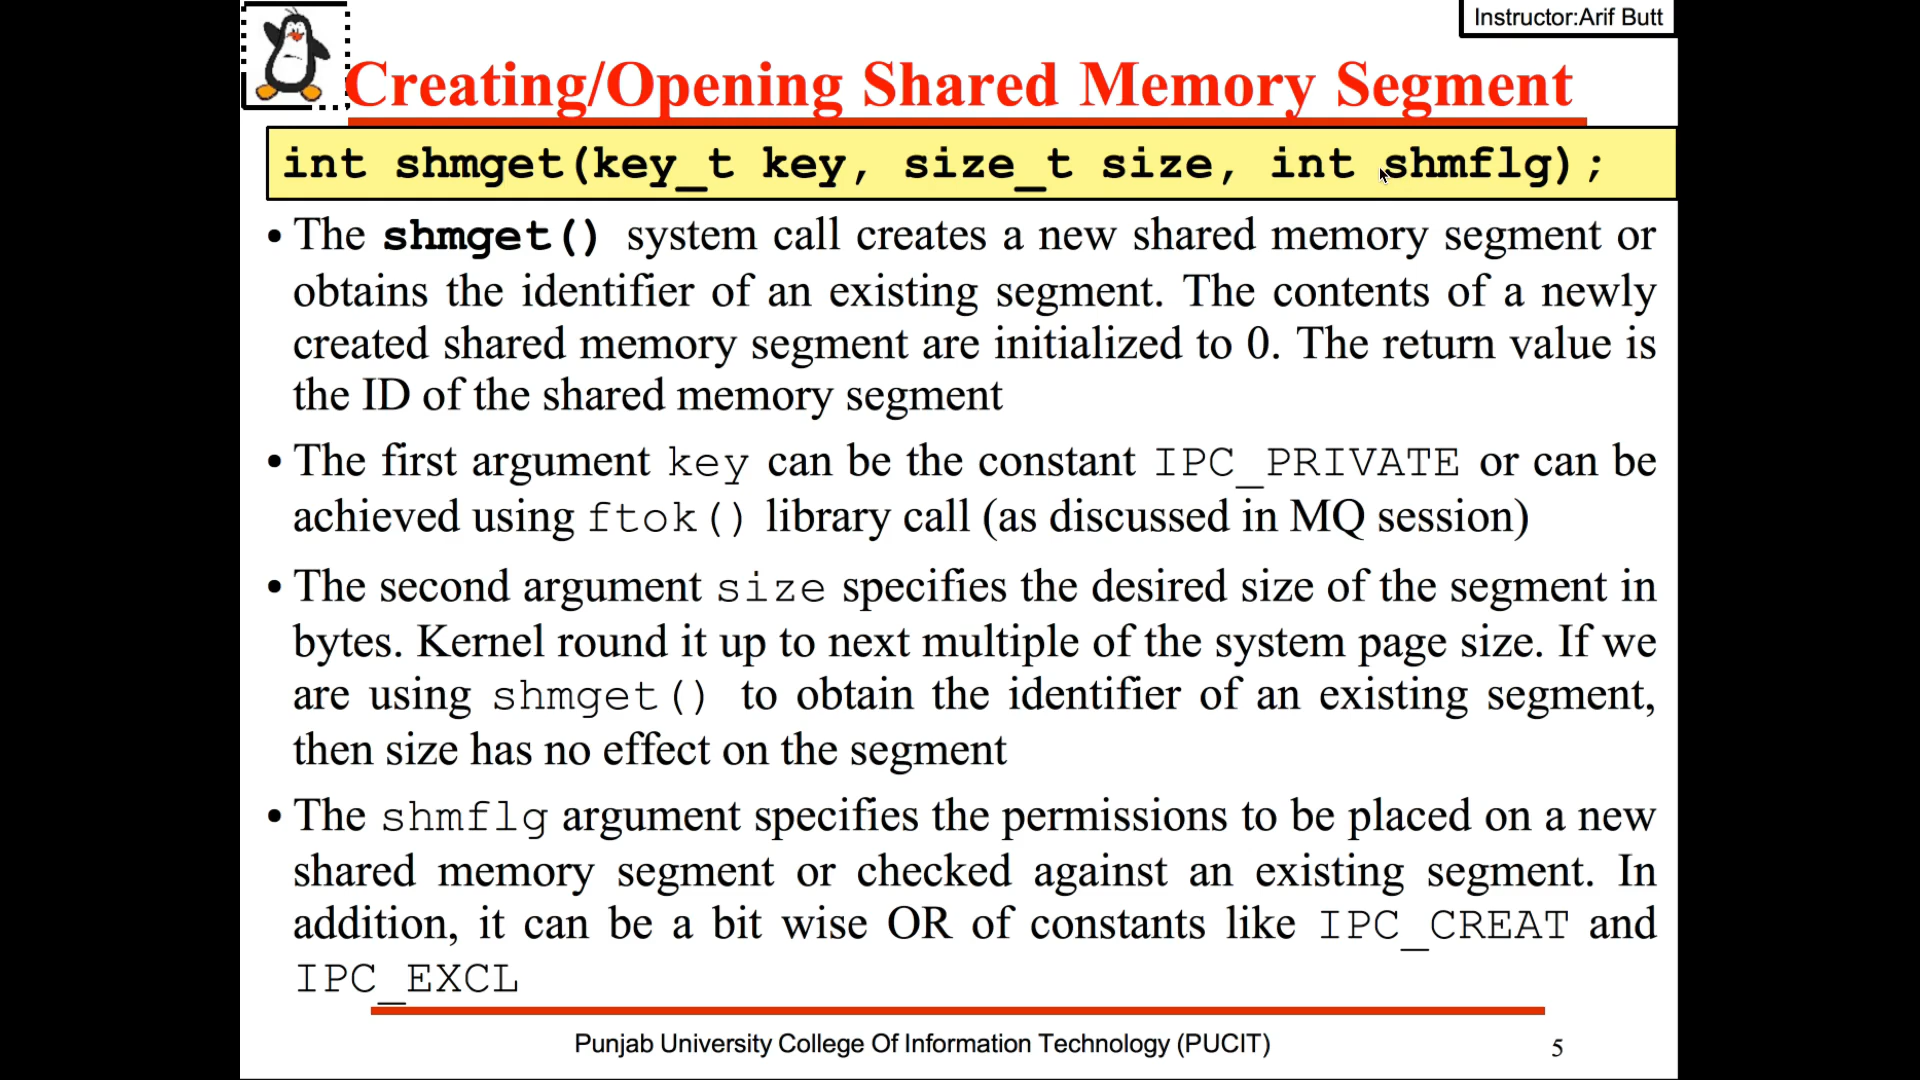 Instructor:Arif Butt
Creating/Opening Shared Memory Segment
int shmget(key_t key, size_t size, int shmflg);
• The shmget() system call creates a new shared memory segment or
obtains the identifier of an existing segment. The contents of a newly
created shared memory segment are initialized to 0. The return value is
the ID of the shared memory segment
• The first argument key can be the constant IPC_PRIVATE or can be
achieved using ftok() library call (as discussed in MQ session)
• The second argument size specifies the desired size of the segment in
bytes. Kernel round it up to next multiple of the system page size. If we
are using shmget() to obtain the identifier of an existing segment,
then size has no effect on the segment
• The shmflg argument specifies the permissions to be placed on a new
shared memory segment or checked against an existing segment. In
addition, it can be a bit wise OR of constants like IPC_CREAT and
IPC_EXCL
Punjab University College Of Information Technology (PUCIT)
5